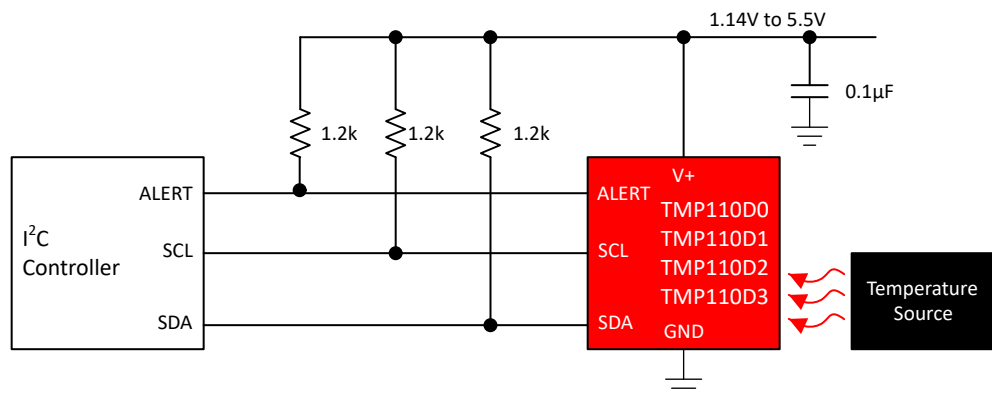 1.14V to 5.5V
0.1µF
1.2k
1.2k
1.2k
I²C
Controller
ALERT
SCL
SDA
V+
ALERT
TMP110D0
TMP110D1
SCL
TMP110D2
TMP110D3
SDA
GND
Temperature
Source